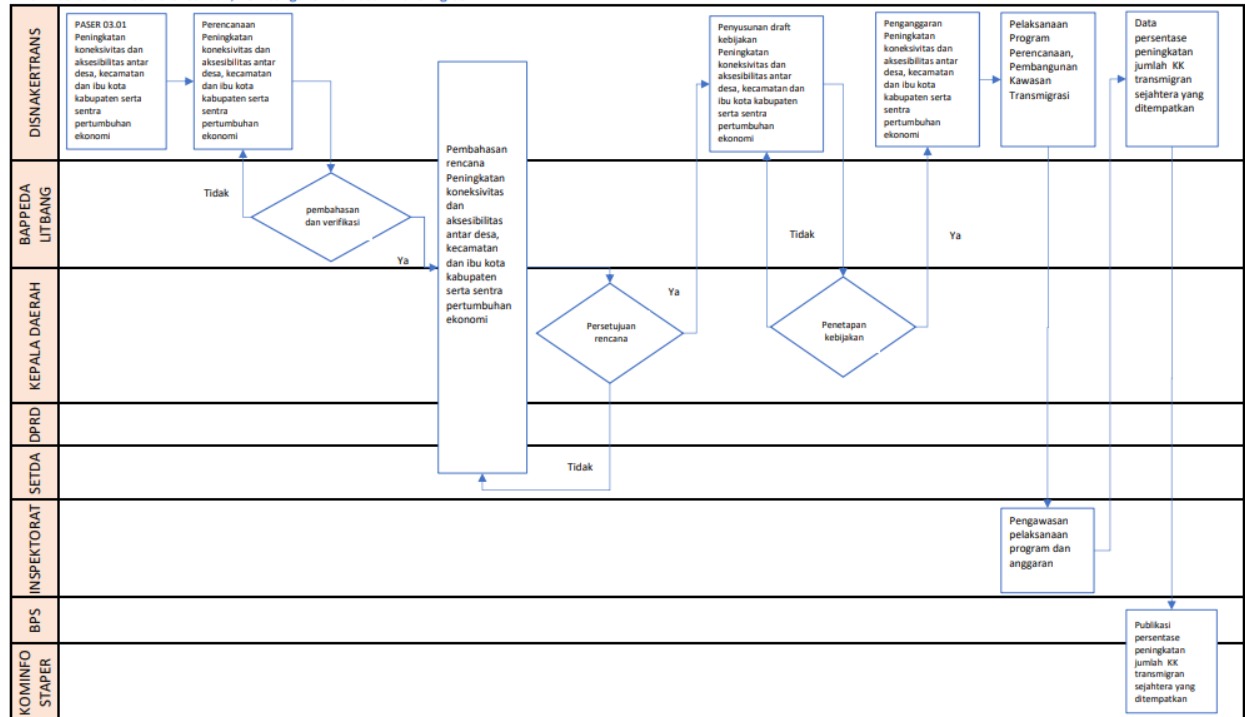 DISNAKERTRANS
PASER 03.01
Peningkatan
koneksivitas dan
aksesibilitas antar
desa, kecamatan
dan ibu kota
kabupaten serta
sentra
pertumbuhan
ekonomi
Perencanaan
Peningkatan
koneksivitas dan
aksesibilitas antar
desa, kecamatan
dan ibu kota
kabupaten serta
sentra
pertumbuhan
ekonomi
Penyusunan draft
kebijakan
Peningkatan
koneksivitas dan
aksesibilitas antar
desa, kecamatan dan
ibu kota kabupaten
serta sentra
pertumbuhan
ekonomi
Penganggaran
Peningkatan
koneksivitas dan
aksesibilitas antar
desa, kecamatan
dan ibu kota
kabupaten serta
sentra
pertumbuhan
ekonomi
Pelaksanaan
Program
Perencanaan,
Pembangunan
Kawasan
Transmigrasi
Data
persentase
peningkatan
jumlah KK
transmigran
sejahtera yang
ditempatkan
BAPPEDA
LITBANG
Tidak
pembahasan
dan verifikasi
Ya
Pembahasan
rencana
Peningkatan
koneksivitas
dan
aksesibilitas
antar desa,
kecamatan
dan ibu kota
kabupaten
serta sentra
pertumbuhan
ekonomi
Tidak
Ya
KEPALA DAERAH
Persetujuan
rencana
Ya
Penetapan
kebijakan
DPRD
SETDA
Tidak
INSPEKTORAT
Pengawasan
pelaksanaan
program dan
anggaran
BPS
Publikasi
persentase
peningkatan
jumlah KK
transmigran
sejahtera yang
ditempatkan
KOMINFO
STAPER